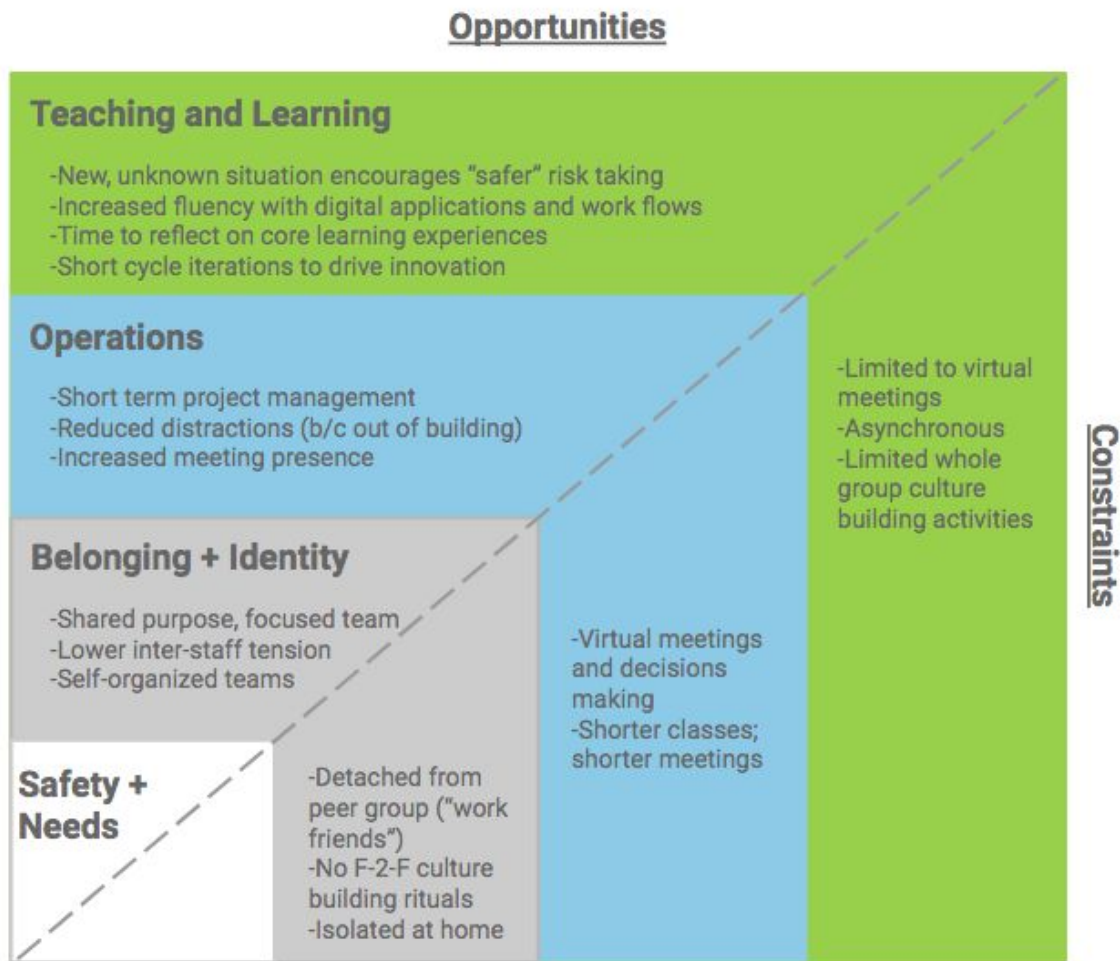 Opportunities
Teaching and Learning
-New, unknown situation encourages “safer” risk taking
-Increased fluency with digital applications and work flows
-Time to reflect on core learning experiences
-Short cycle iterations to drive innovation
Operations
-Short term project management
-Reduced distractions (b/c out of building)
-Increased meeting presence
Belonging + Identity
-Shared purpose, focused team
-Lower inter-staff tension
-Self-organized teams
Safety +
Needs
-Detached from
peer group (“work
friends”)
-No F-2-F culture
building rituals
-Isolated at home
-Virtual meetings
and decisions
making
-Shorter classes;
shorter meetings
-Limited to virtual
meetings
-Asynchronous
-Limited whole
group culture
building activities
Constraints